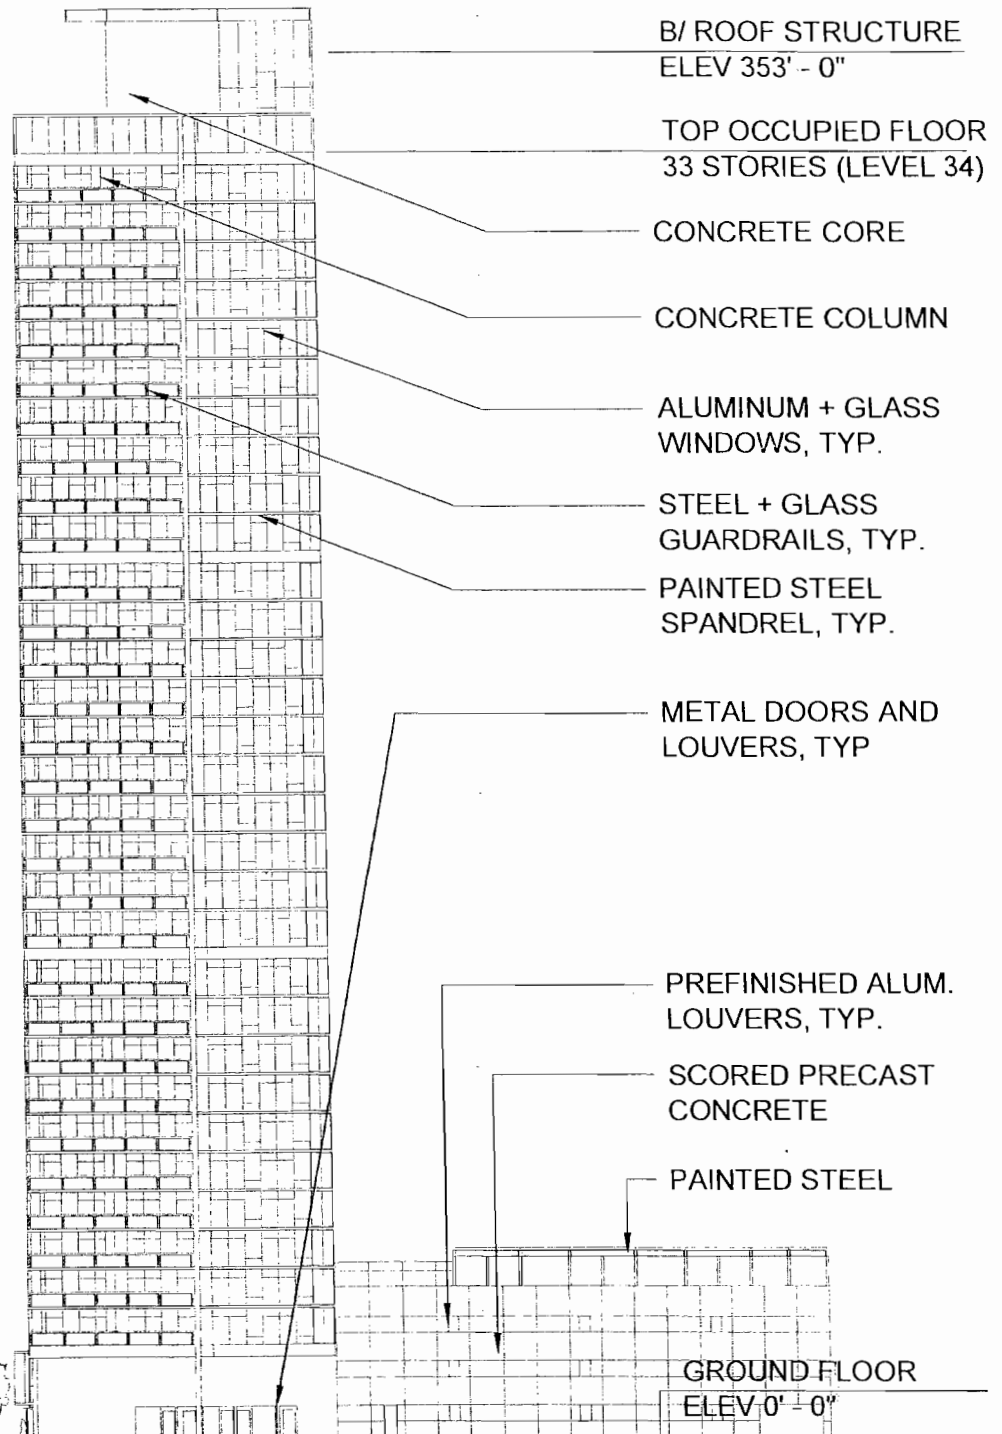 B/ ROOF STRUCTURE
ELEV 353' - 0"
TOP OCCUPIED FLOOR
33 STORIES (LEVEL 34)
CONCRETE CORE
CONCRETE COLUMN
ALUMINUM + GLASS
WINDOWS, TYP.
STEEL + GLASS
GUARDRAILS, TYP.
PAINTED STEEL
SPANDREL, TYP.
METAL DOORS AND
LOUVERS, TYP
PREFINISHED ALUM.
LOUVERS, TYP.
SCORED PRECAST
CONCRETE
PAINTED STEEL
GROUND FLOOR
ELEV 0' - 0"